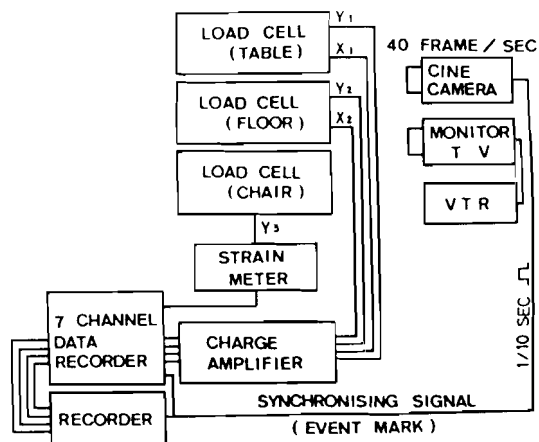 LOAD CELL
(TABLE)
Y1
X1
LOAD CELL
(FLOOR)
Y2
X2
LOAD CELL
(CHAIR)
Y3
STRAIN
METER
7 CHANNEL
DATA
RECORDER
CHARGE
AMPLIFIER
RECORDER
40 FRAME / SEC
CINE
CAMERA
MONITOR
T V
V T R
1/10 SEC
SYNCHRONISING SIGNAL
(EVENT MARK)